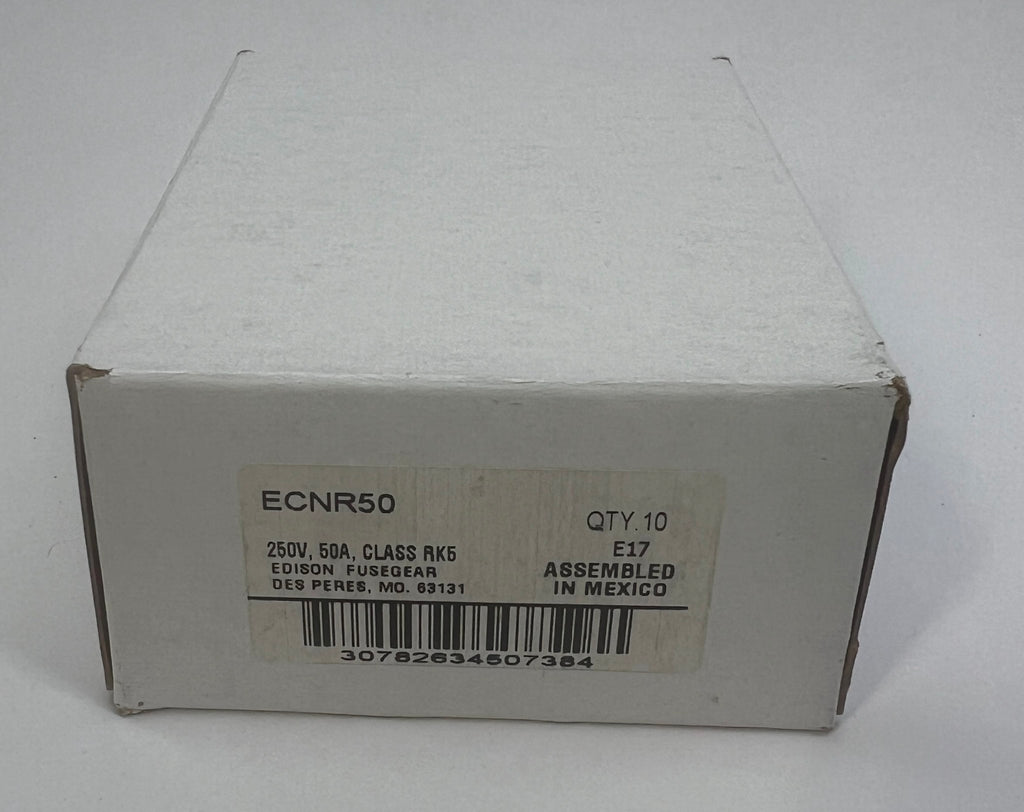 ECNR50
QTY.10
250V, 50A, CLASS RK5
E17
EDISON FUSEGEAR
ASSEMBLED
DES PERES, MO. 63131
IN MEXICO
30782634507384